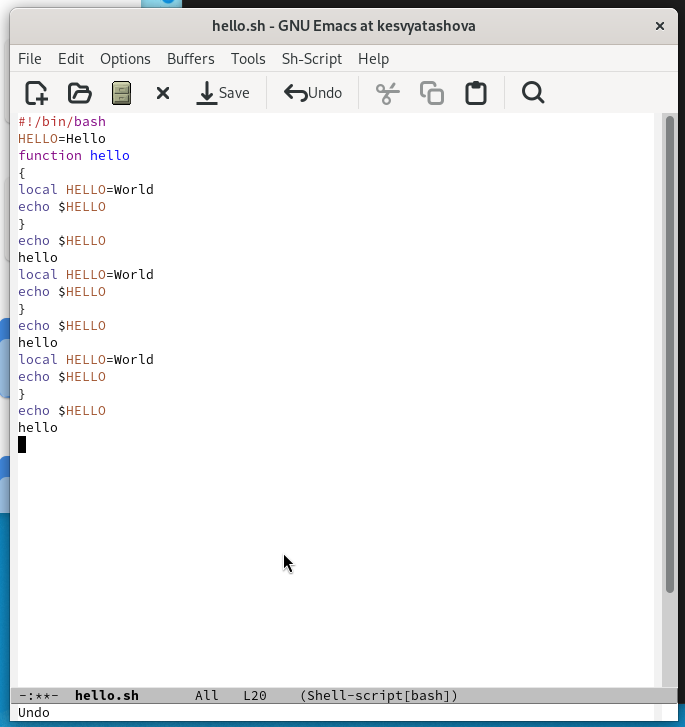 hello.sh - GNU Emacs at kesvyatashova
File Edit Options Buffers Tools Sh-Script Help
Save Undo
#!/bin/bash
HELLO=Hello
function hello
{
local HELLO=World
echo $HELLO
}
echo $HELLO
hello
local HELLO=World
echo $HELLO
}
echo $HELLO
hello
local HELLO=World
echo $HELLO
}
echo $HELLO
hello
-:**- hello.sh All L20 (Shell-script[bash])
Undo